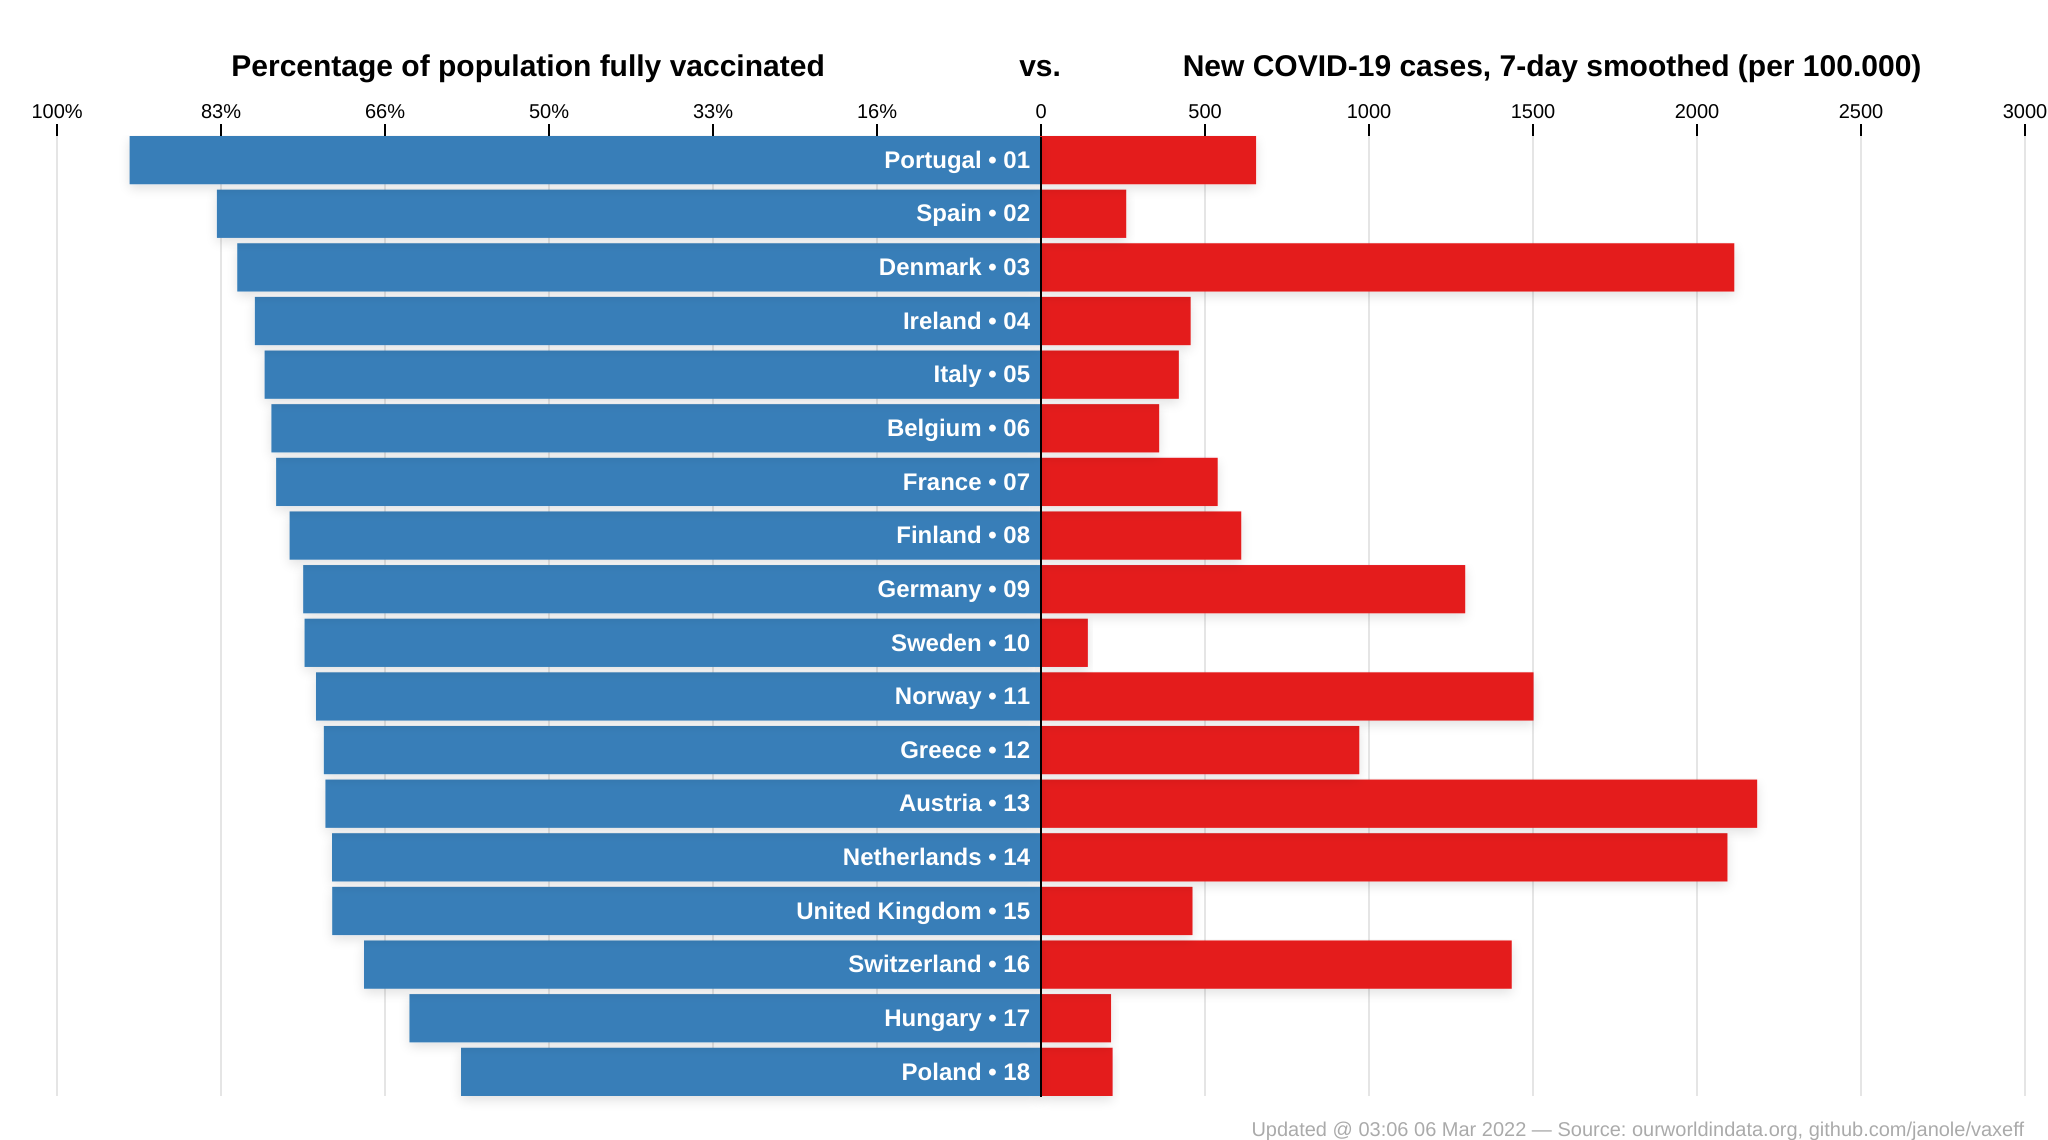 Percentage of population fully vaccinated vs. New COVID-19 cases, 7-day smoothed (per 100.000)
100% 83% 66% 50% 33% 16% 0 500 1000 1500 2000 2500 3000
Portugal • 01
Spain • 02
Denmark • 03
Ireland • 04
Italy • 05
Belgium • 06
France • 07
Finland • 08
Germany • 09
Sweden • 10
Norway • 11
Greece • 12
Austria • 13
Netherlands • 14
United Kingdom • 15
Switzerland • 16
Hungary • 17
Poland • 18
Updated @ 03:06 06 Mar 2022 — Source: ourworldindata.org, github.com/janole/vaxeff